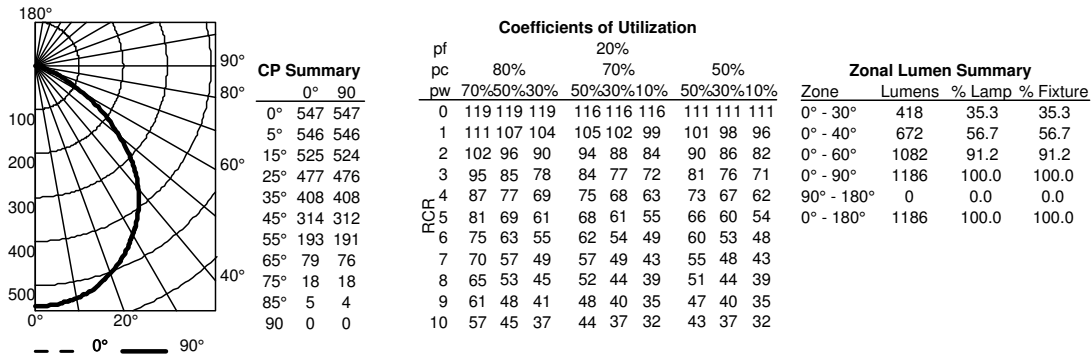 180°
90°
80°
60°
40°
100
200
300
400
500
0° 20°
0° 90°
CP Summary
0° 90
0° 547 547
5° 546 546
15° 525 524
25° 477 476
35° 408 408
45° 314 312
55° 193 191
65° 79 76
75° 18 18
85° 5 4
90 0 0
Coefficients of Utilization
pf 20%
pc 80% 70% 50%
pw 70%50%30% 50%30%10% 50%30%10%
RCR
0 119 119 119 116 116 116 111 111 111
1 111 107 104 105 102 99 101 98 96
2 102 96 90 94 88 84 90 86 82
3 95 85 78 84 77 72 81 76 71
4 87 77 69 75 68 63 73 67 62
5 81 69 61 68 61 55 66 60 54
6 75 63 55 62 54 49 60 53 48
7 70 57 49 57 49 43 55 48 43
8 65 53 45 52 44 39 51 44 39
9 61 48 41 48 40 35 47 40 35
10 57 45 37 44 37 32 43 37 32
Zonal Lumen Summary
Zone Lumens % Lamp % Fixture
0° - 30° 418 35.3 35.3
0° - 40° 672 56.7 56.7
0° - 60° 1082 91.2 91.2
0° - 90° 1186 100.0 100.0
90° - 180° 0 0.0 0.0
0° - 180° 1186 100.0 100.0